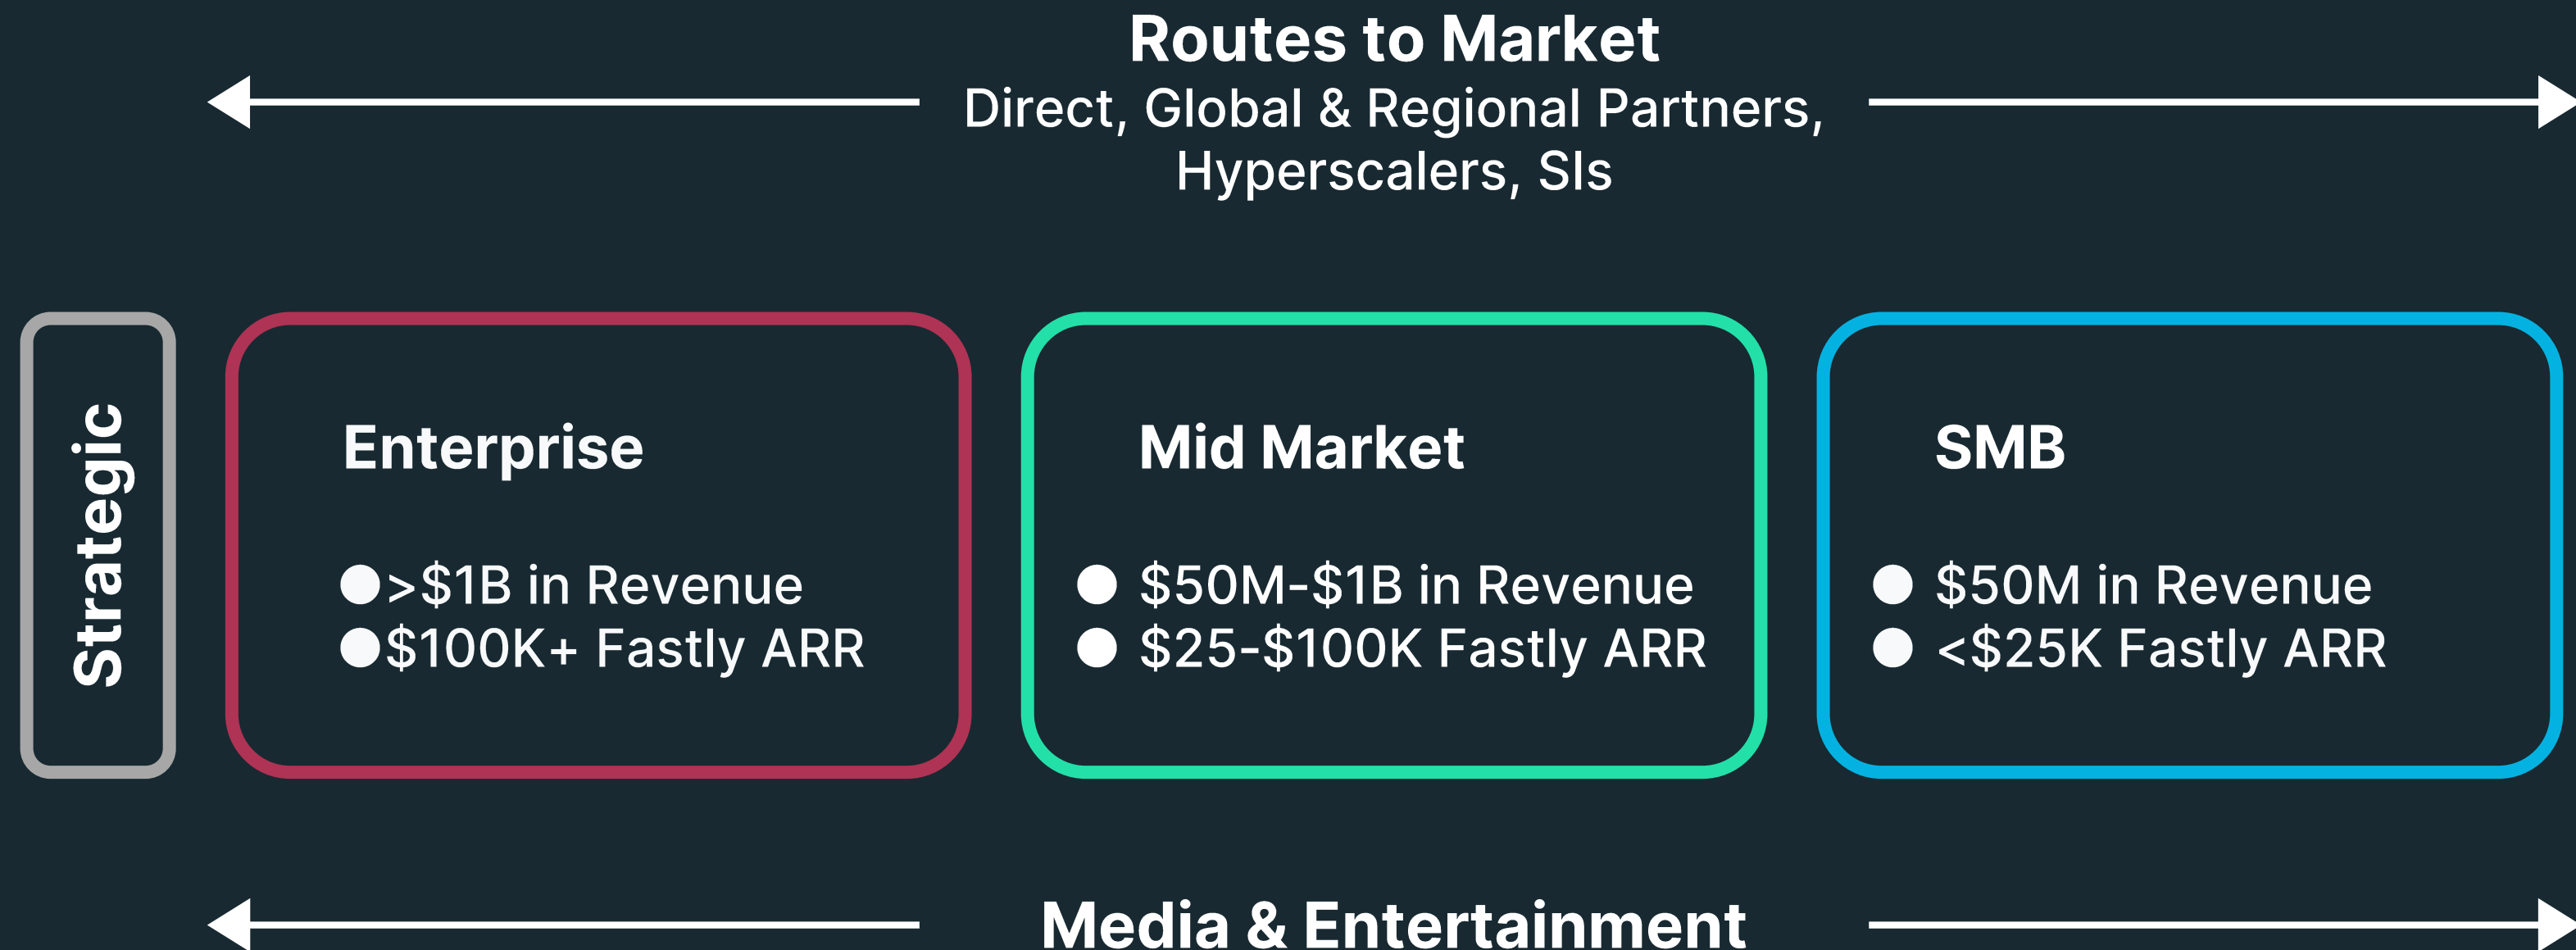 Routes to Market
Direct, Global & Regional Partners,
Hyperscalers, SIs
Strategic
Enterprise
●>$1B in Revenue
●$100K+ Fastly ARR
Mid Market
● $50M-$1B in Revenue
● $25-$100K Fastly ARR
SMB
● $50M in Revenue
● <$25K Fastly ARR
Media & Entertainment